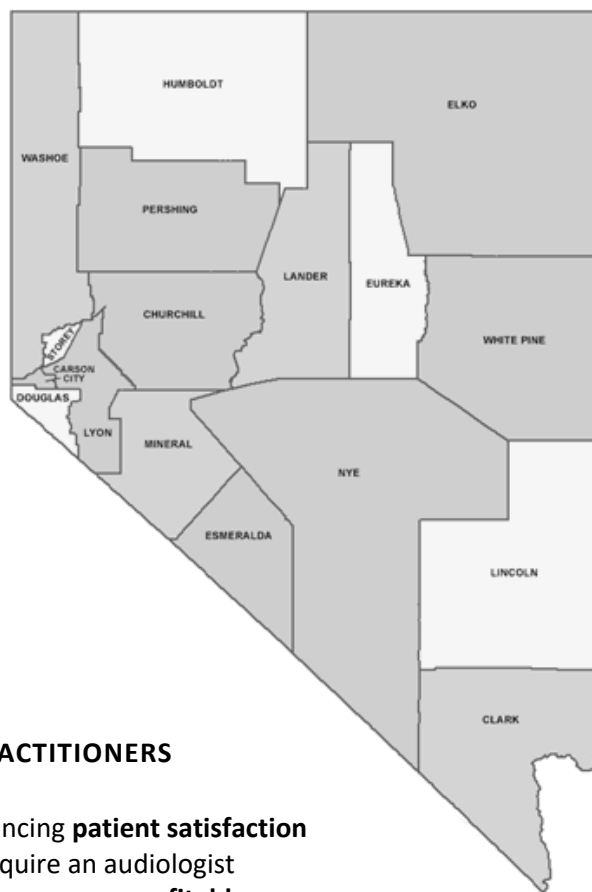 HUMBOLDT
ELKO
WASHOE
PERSHING
LANDER
EUREKA
CHURCHILL
WHITE PINE
STOREY
CARSON
CITY
DOUGLAS
LYON
MINERAL
NYE
ESMERALDA
LINCOLN
CLARK
ACTITIONERS
ncing patient satisfaction
quire an audiologist